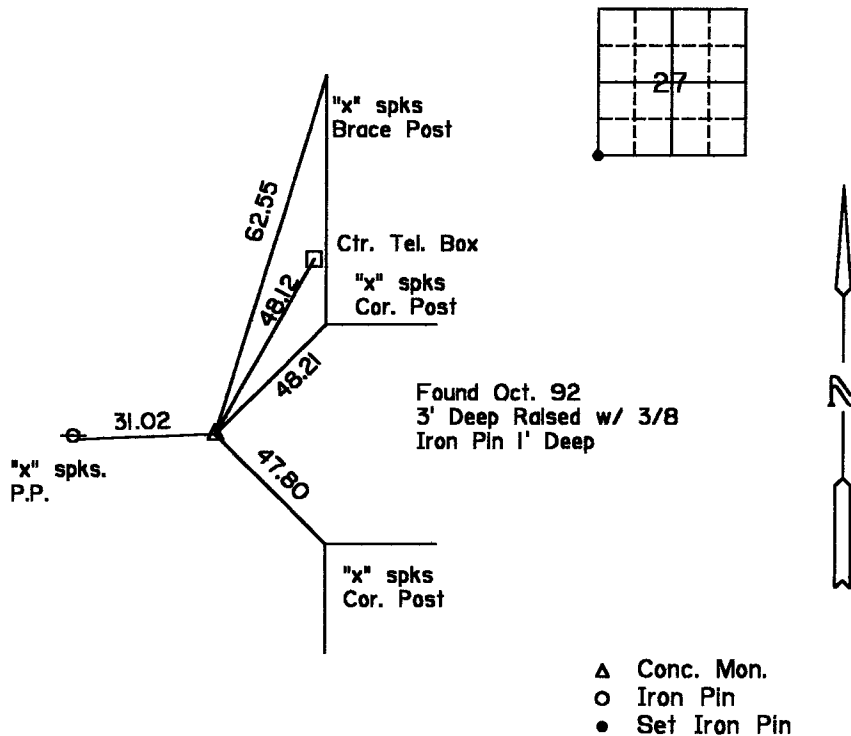 27
"x" spks
Brace Post
62.55
Ctr. Tel. Box
48.12
"x" spks
Cor. Post
48.21
Found Oct. 92
3' Deep Raised w/ 3/8
Iron Pin 1' Deep
31.02
"x" spks.
P.P.
47.80
"x" spks
Cor. Post
N
Conc. Mon.
Iron Pin
Set Iron Pin